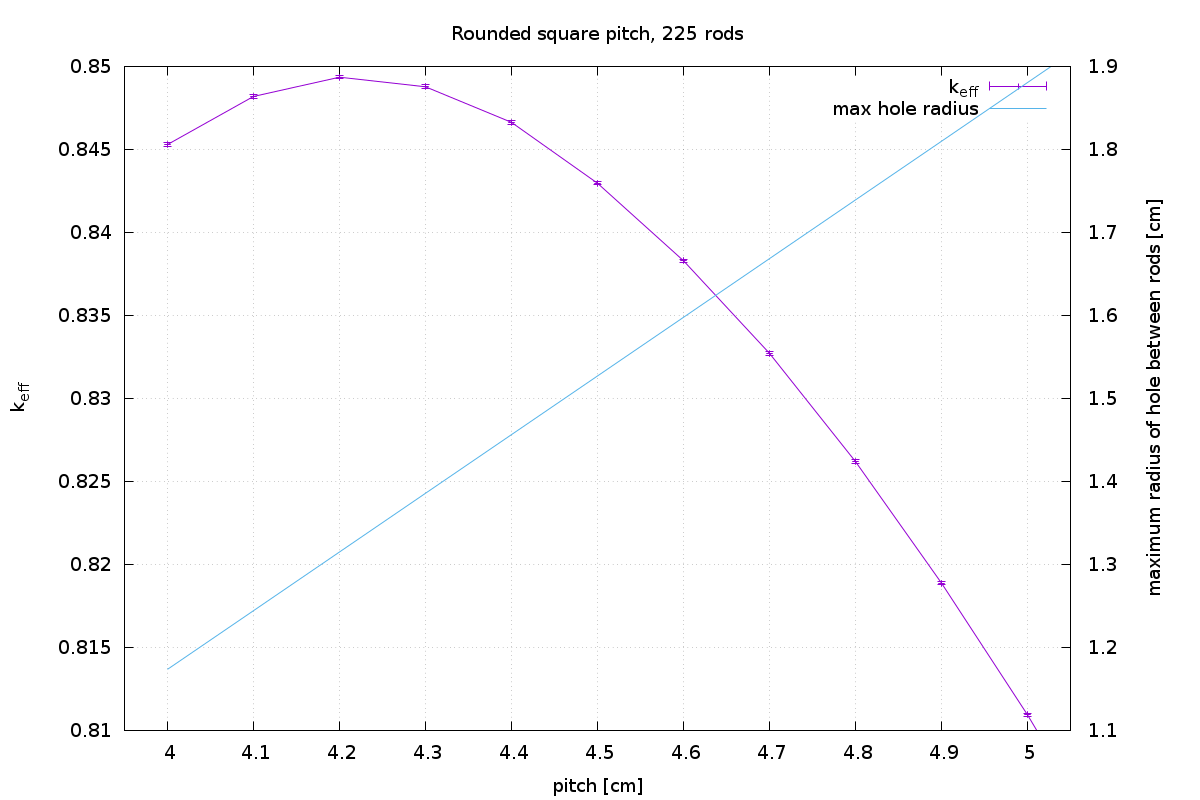 Rounded square pitch, 225 rods
keff
max hole radius
0.85
0.845
0.84
0.835
0.83
0.825
0.82
0.815
0.81
keff
1.9
1.8
1.7
1.6
1.5
1.4
1.3
1.2
1.1
maximum radius of hole between rods [cm]
4 4.1 4.2 4.3 4.4 4.5 4.6 4.7 4.8 4.9 5
pitch [cm]